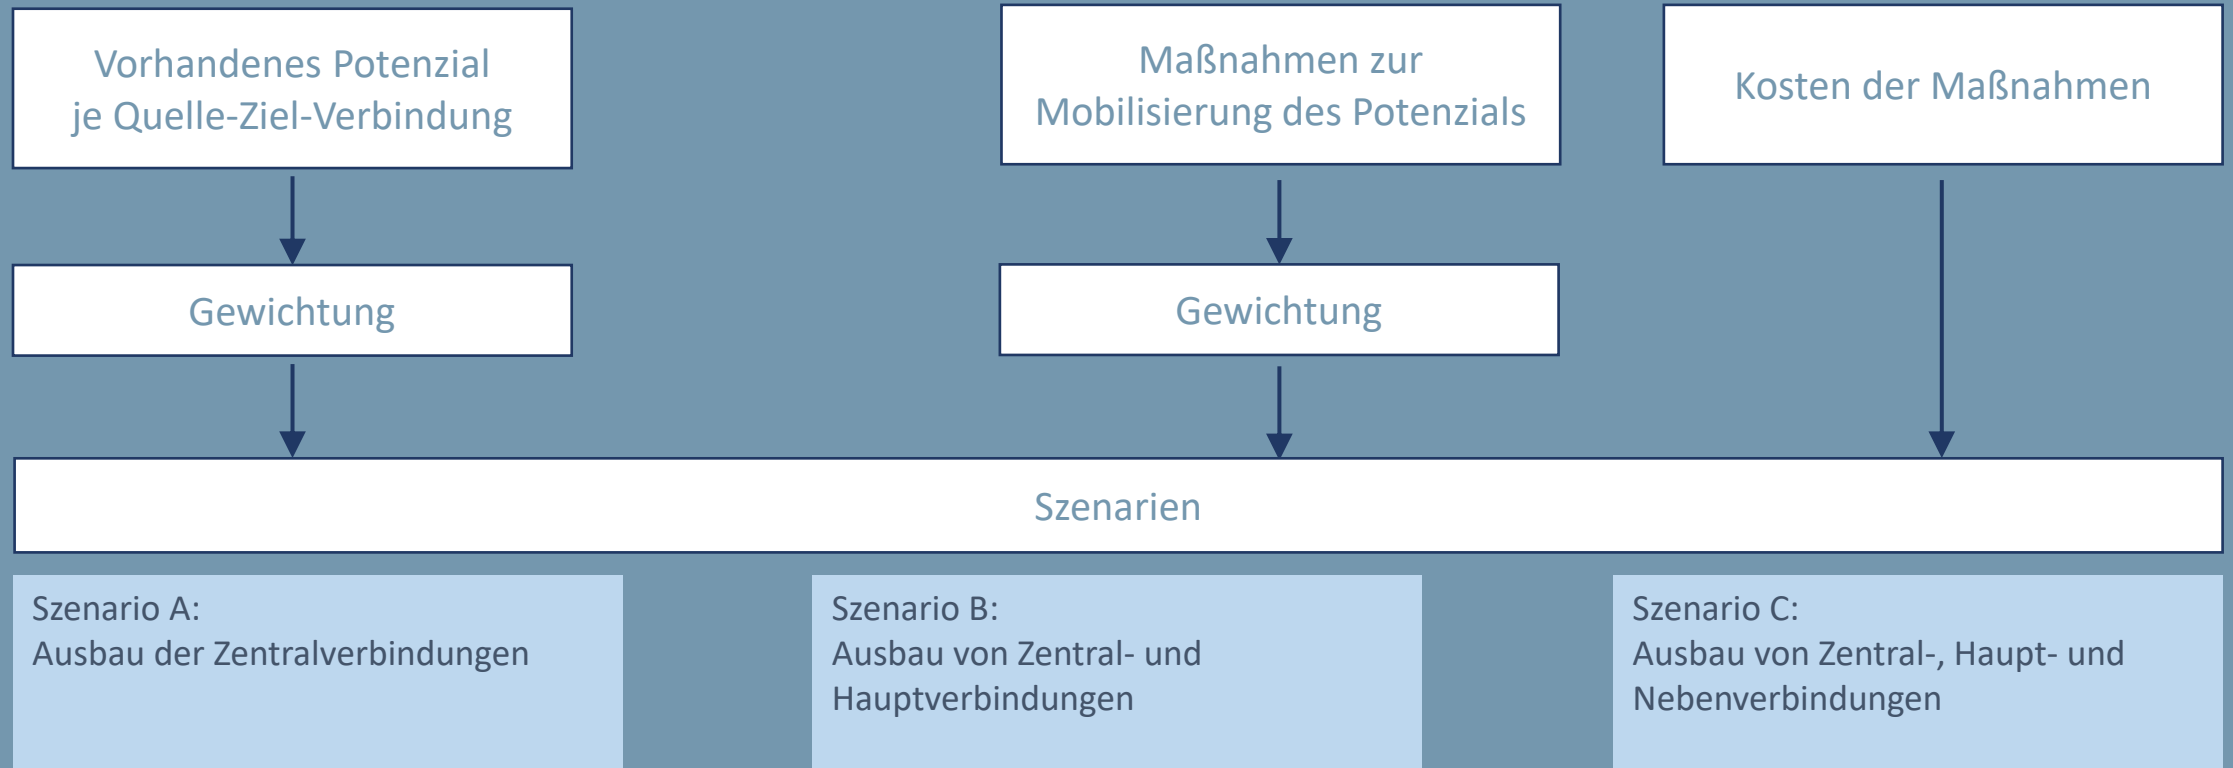 Vorhandenes Potenzial
je Quelle-Ziel-Verbindung
Maßnahmen zur
Mobilisierung des Potenzials
Kosten der Maßnahmen
Gewichtung
Gewichtung
Szenarien
Szenario A:
Ausbau der Zentralverbindungen
Szenario B:
Ausbau von Zentral- und
Hauptverbindungen
Szenario C:
Ausbau von Zentral-, Haupt- und
Nebenverbindungen